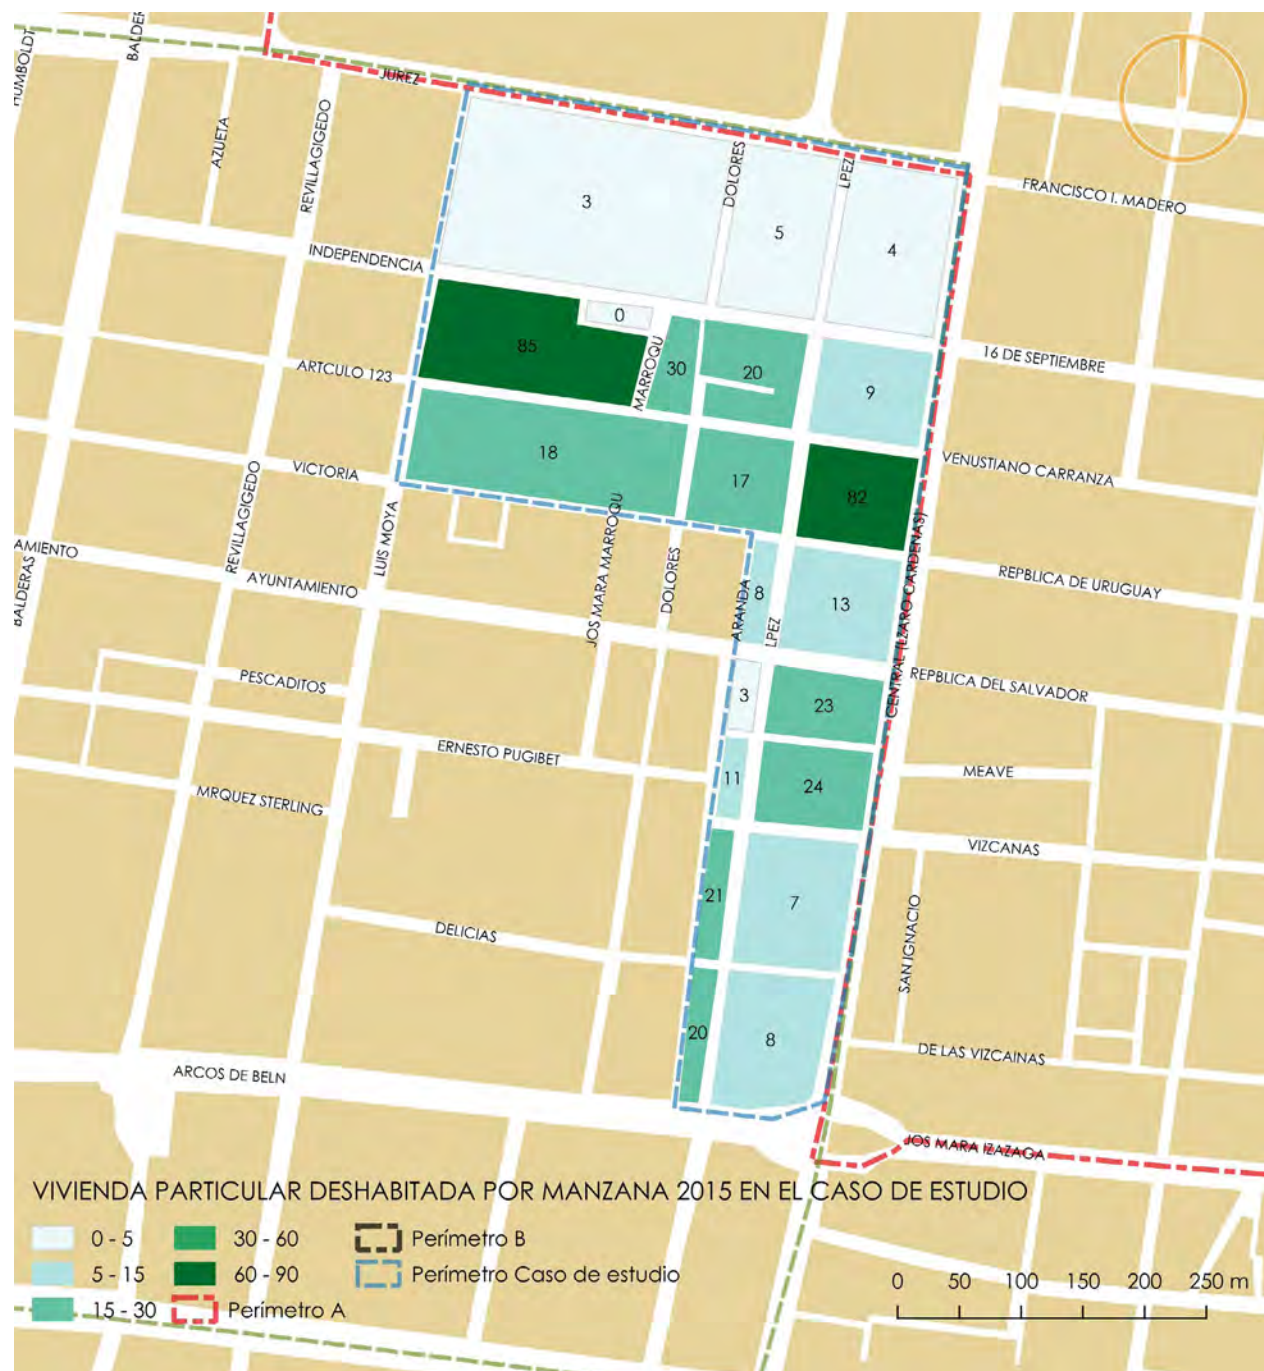 HUMBOLDT
BALDER
JUREZ
AZUETA
REVILLAGIGEDO
DOLORES
LPEZ
FRANCISCO I. MADERO
3
5
4
INDEPENDENCIA
0
85
MARROQU
30
20
9
16 DE SEPTIEMBRE
ARTCULO 123
18
17
82
VENUSTIANO CARRANZA
VICTORIA
REVILLAGIGEDO
LUIS MOYA
JOS MARA MARROQU
DOLORES
ARANDA
8
LPEZ
13
CENTRAL (LZARO CARDENAS)
REPBLICA DE URUGUAY
AMIENTO
BALDERAS
AYUNTAMIENTO
PESCADITOS
3
23
REPBLICA DEL SALVADOR
ERNESTO PUGIBET
11
24
MEAVE
MRQUEZ STERLING
VIZCANAS
21
7
SAN IGNACIO
DELICIAS
20
8
DE LAS VIZCAINAS
ARCOS DE BELN
JOS MARA IZAZAGA
VIVIENDA PARTICULAR DESHABITADA POR MANZANA 2015 EN EL CASO DE ESTUDIO
0 - 5
30 - 60
Perímetro B
5 - 15
60 - 90
Perímetro Caso de estudio
15 - 30
Perímetro A
0 50 100 150 200 250 m